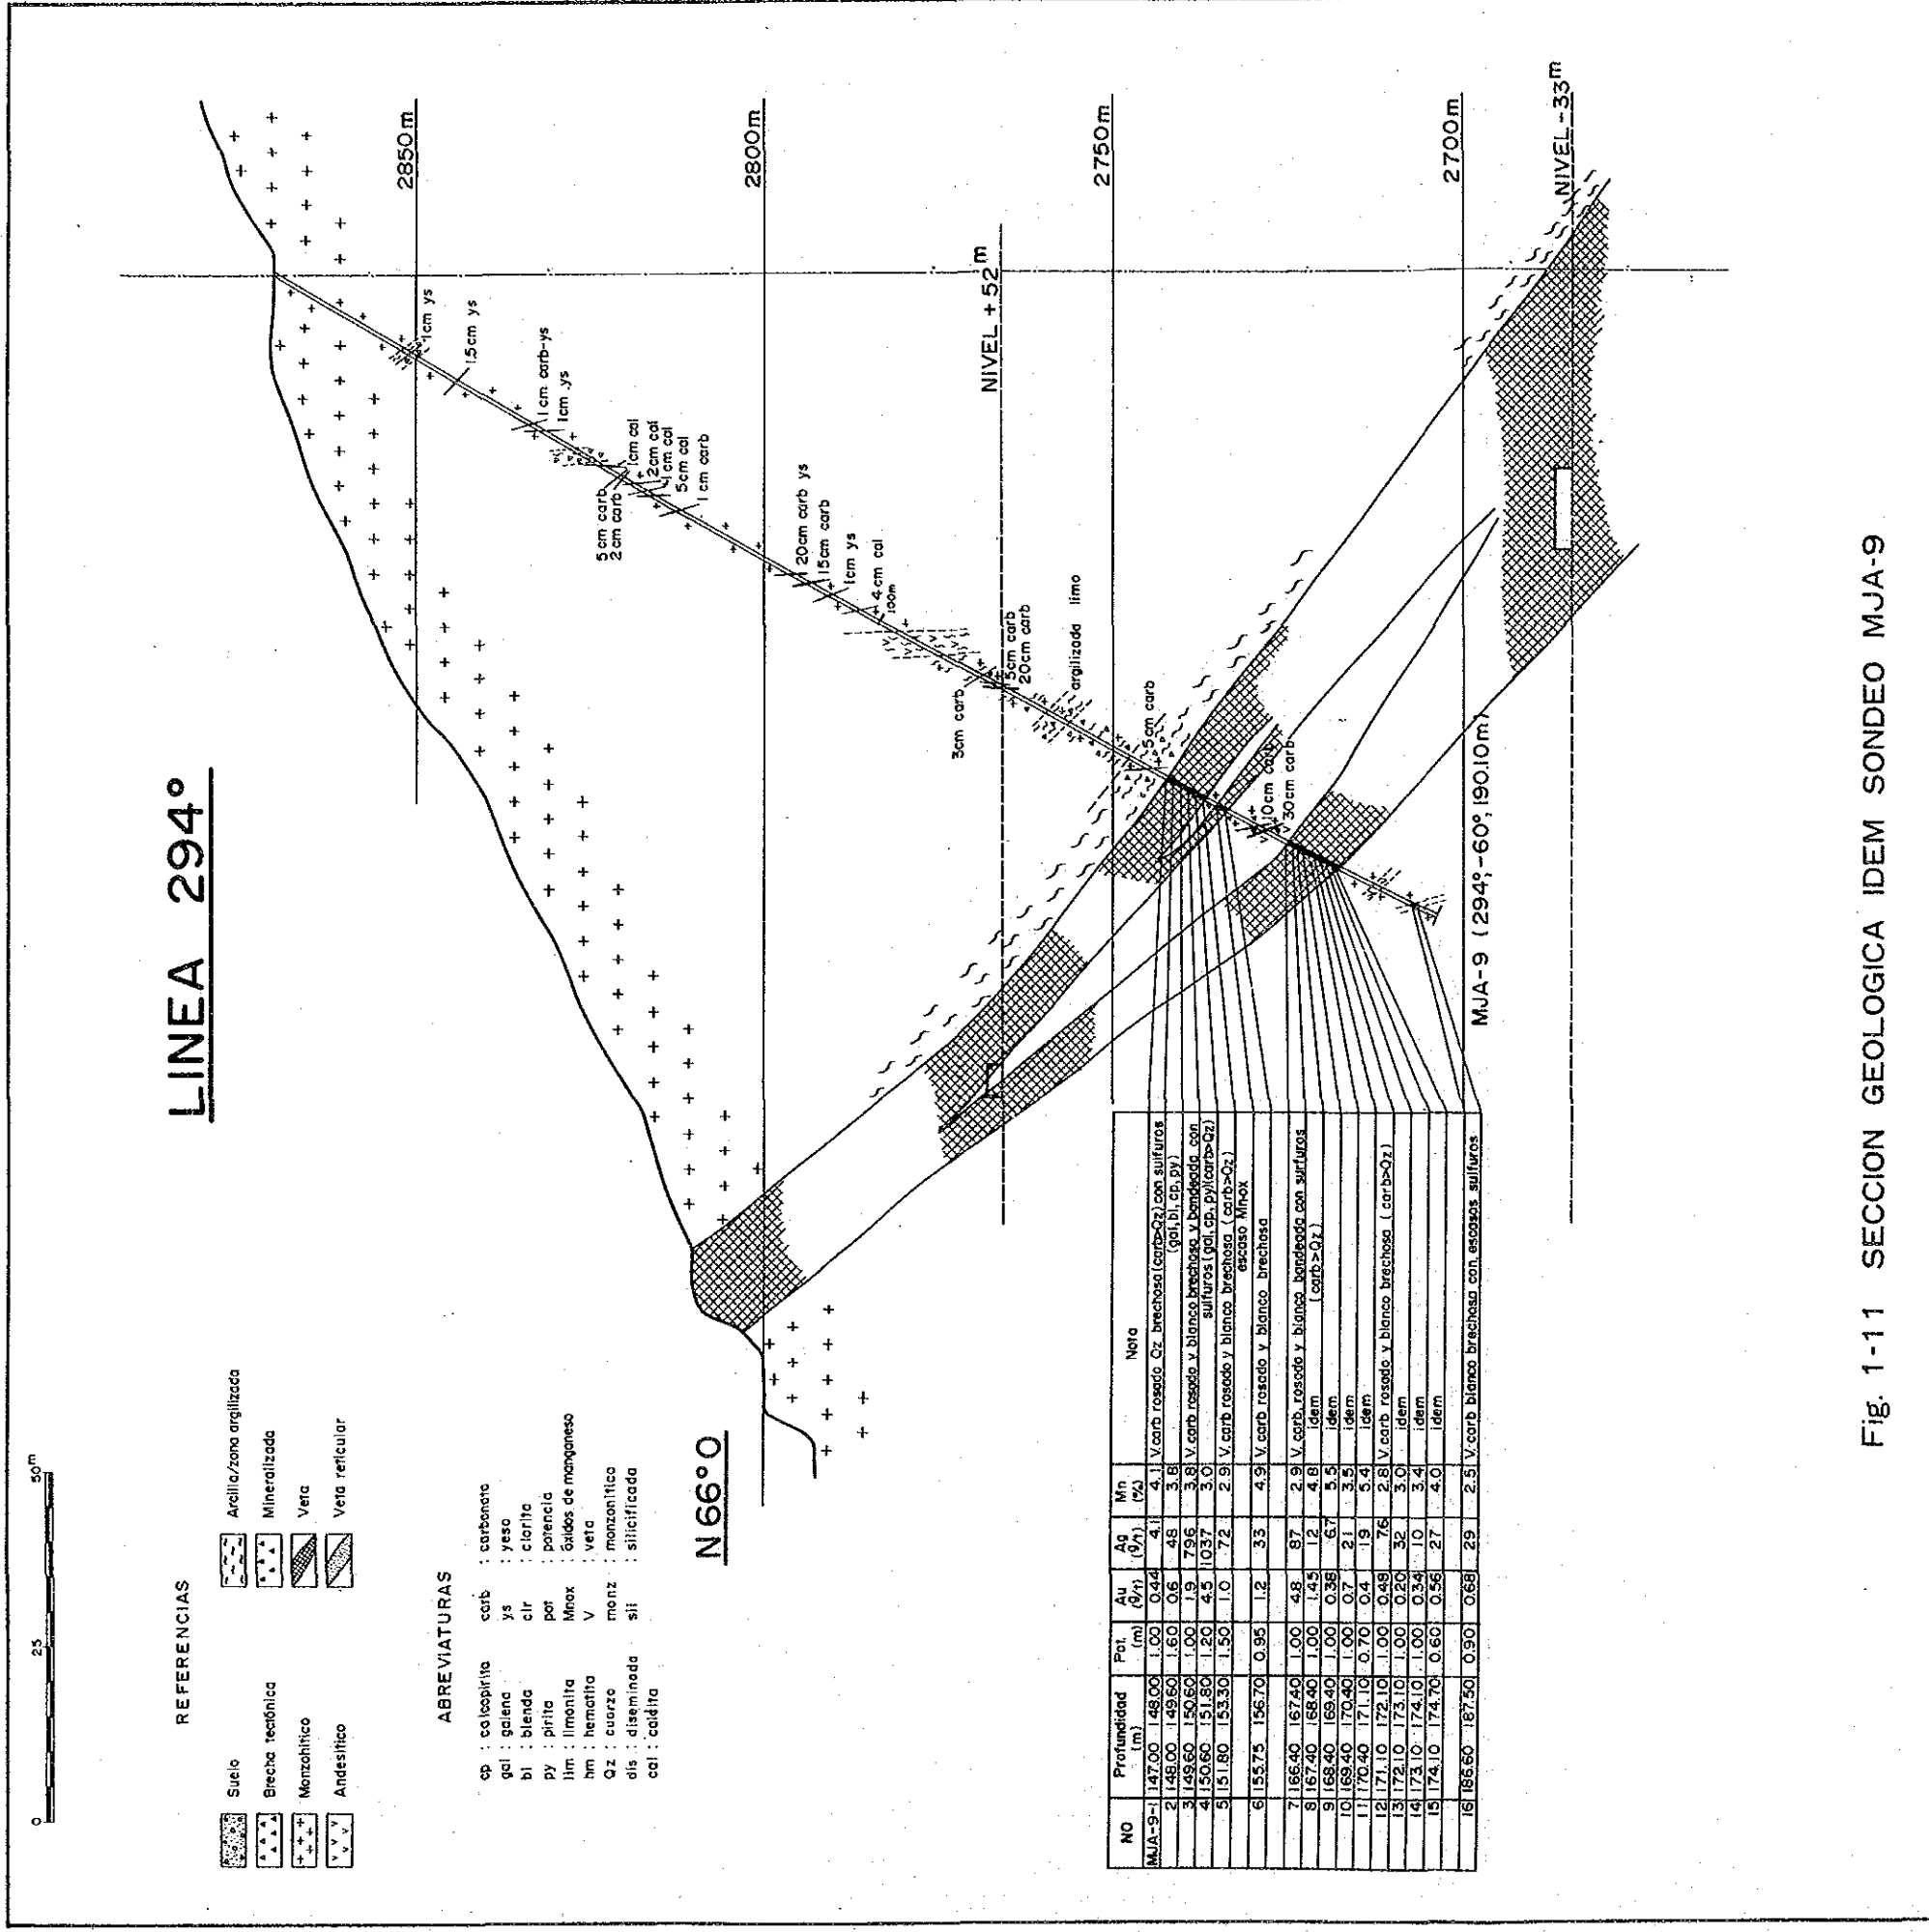 LINEA 294°
0 25 50m
REFERENCIAS
Suelo
Brecha tectónica
Monzohitico
Andesítico
Arcilla/zona argilizada
Mineralizada
Veta
Veta reticular
ABREVIATURAS
cp : calcopirita
gal : galena
bl : blenda
py : pirita
lim : limonita
hm : hematita
Qz : cuarzo
dis : diseminada
cal : caldita
carb : carbonato
ys : yeso
clr : clorita
pot : potencia
Mnox : óxidos de manganeso
V : veta
monz : monzonítico
sil : silicificada
N66°O
2850m
2800m
NIVEL +52m
2750m
2700m
NIVEL-33m
1cm ys
1.5cm ys
1cm carb-ys
1cm ys
5cm carb
2cm carb
1cm cal
2cm cal
1cm cal
5cm cal
1cm carb
20cm carb ys
15cm carb
1cm ys
4cm cal
100m
3cm carb
5cm carb
20cm carb
argilizada limo
5cm carb
10cm carb
30cm carb
MJA-9 (294°,-60°,190.10m)
NO Profundidad (m) Pot. (m) Au (g/t) Ag (g/t) Mn (%) Nota
MJA-9-1 147.00 148.00 1.00 0.44 4.1 4.1 V.carb rosado Qz brechosa(carb>Qz)con sulfuros
2 148.00 149.60 1.60 0.6 48 3.8 (gal,bl,cp,py)
3 149.60 150.60 1.00 1.9 796 3.8 V.carb rosado y blanco brechosa y bandeada con
4 150.60 151.80 1.20 4.5 1037 3.0 sulfuros(gal,cp,py)(carb>Qz)
5 151.80 153.30 1.50 1.0 72 2.9 V.carb rosado y blanco brechosa (carb>Qz)
escaso Mnox
6 155.75 156.70 0.95 1.2 33 4.9 V.carb rosado y blanco brechosa
7 166.40 167.40 1.00 4.8 87 2.9 V.carb.rosado y blanco bandeada con surfuros
8 167.40 168.40 1.00 1.45 12 4.8 idem (carb>Qz)
9 168.40 169.40 1.00 0.38 6.7 5.5 idem
10 169.40 170.40 1.00 0.7 21 3.5 idem
11 170.40 171.10 0.70 0.4 19 5.4 idem
12 171.10 172.10 1.00 0.48 76 2.8 V.carb rosado y blanco brechosa (carb>Qz)
13 172.10 173.10 1.00 0.20 32 3.0 idem
14 173.10 174.10 1.00 0.34 10 3.4 idem
15 174.10 174.70 0.60 0.56 27 4.0 idem
16 186.60 187.50 0.90 0.68 29 2.5 V.carb blanco brechosa con escasos sulfuros
Fig. 1-11 SECCION GEOLOGICA IDEM SONDEO MJA-9